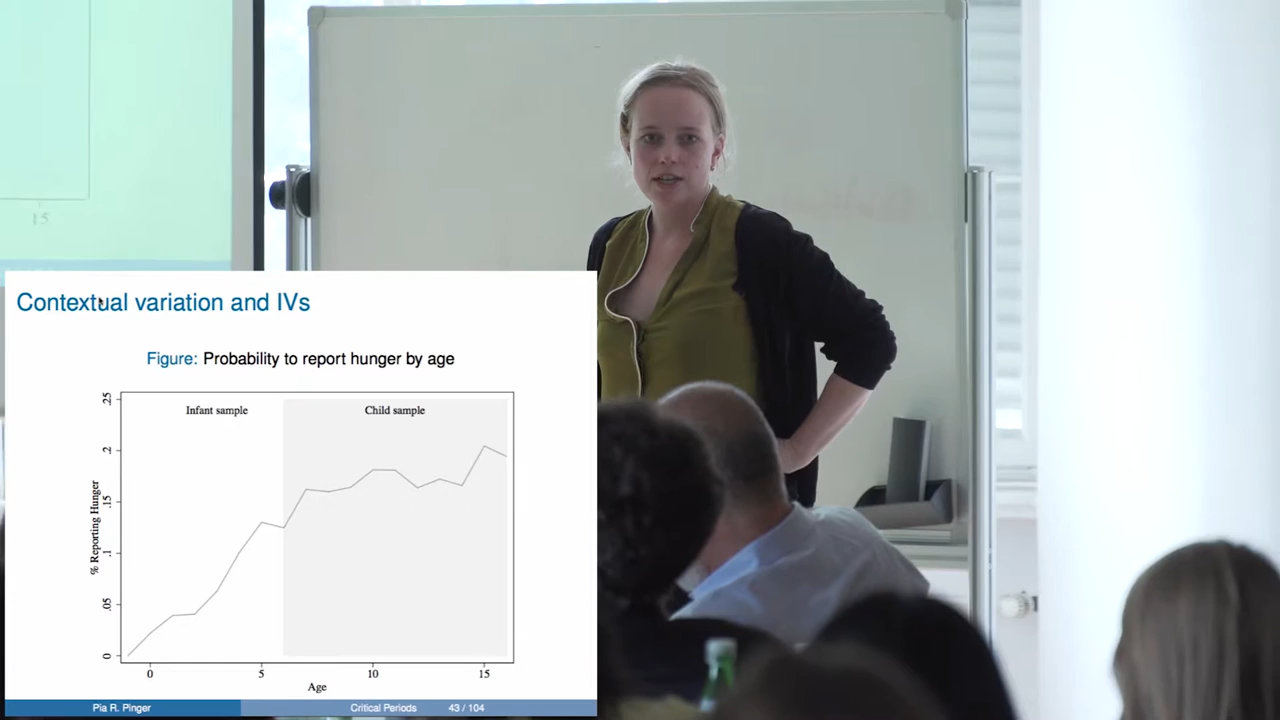 15
Contextual variation and IVs
Figure: Probability to report hunger by age
Infant sample
Child sample
% Reporting Hunger
.25
.2
.15
.1
.05
0
0
5
10
15
Age
Pia R. Pinger
Critical Periods
43 / 104